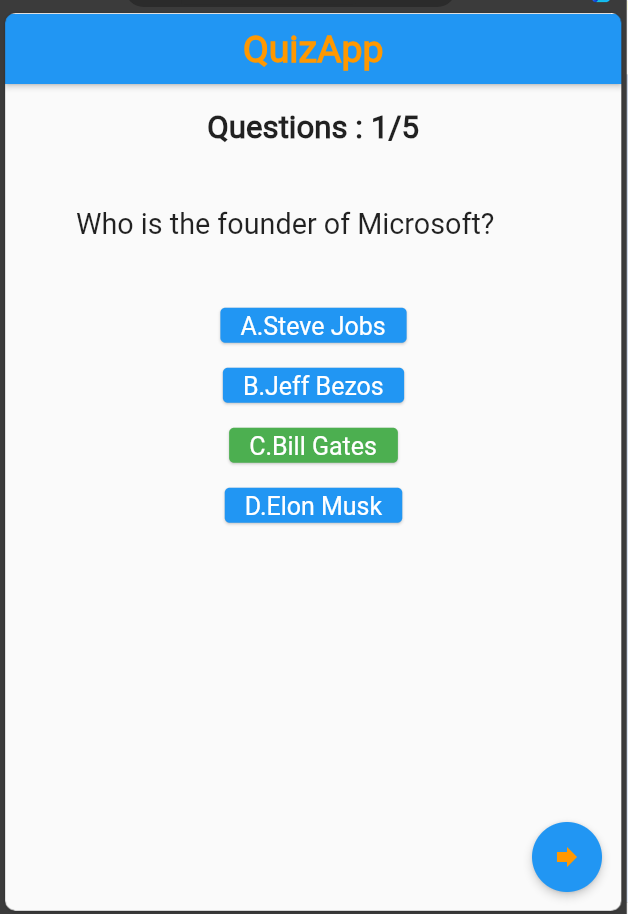 QuizApp
Questions : 1/5
Who is the founder of Microsoft?
A.Steve Jobs
B.Jeff Bezos
C.Bill Gates
D.Elon Musk